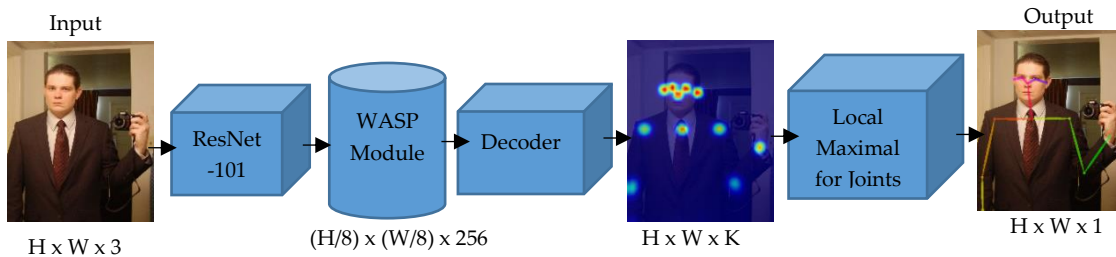 Input
Output
ResNet
-101
WASP
Module
Decoder
Local
Maximal
for Joints
H x W x 3
(H/8) x (W/8) x 256
H x W x K
H x W x 1